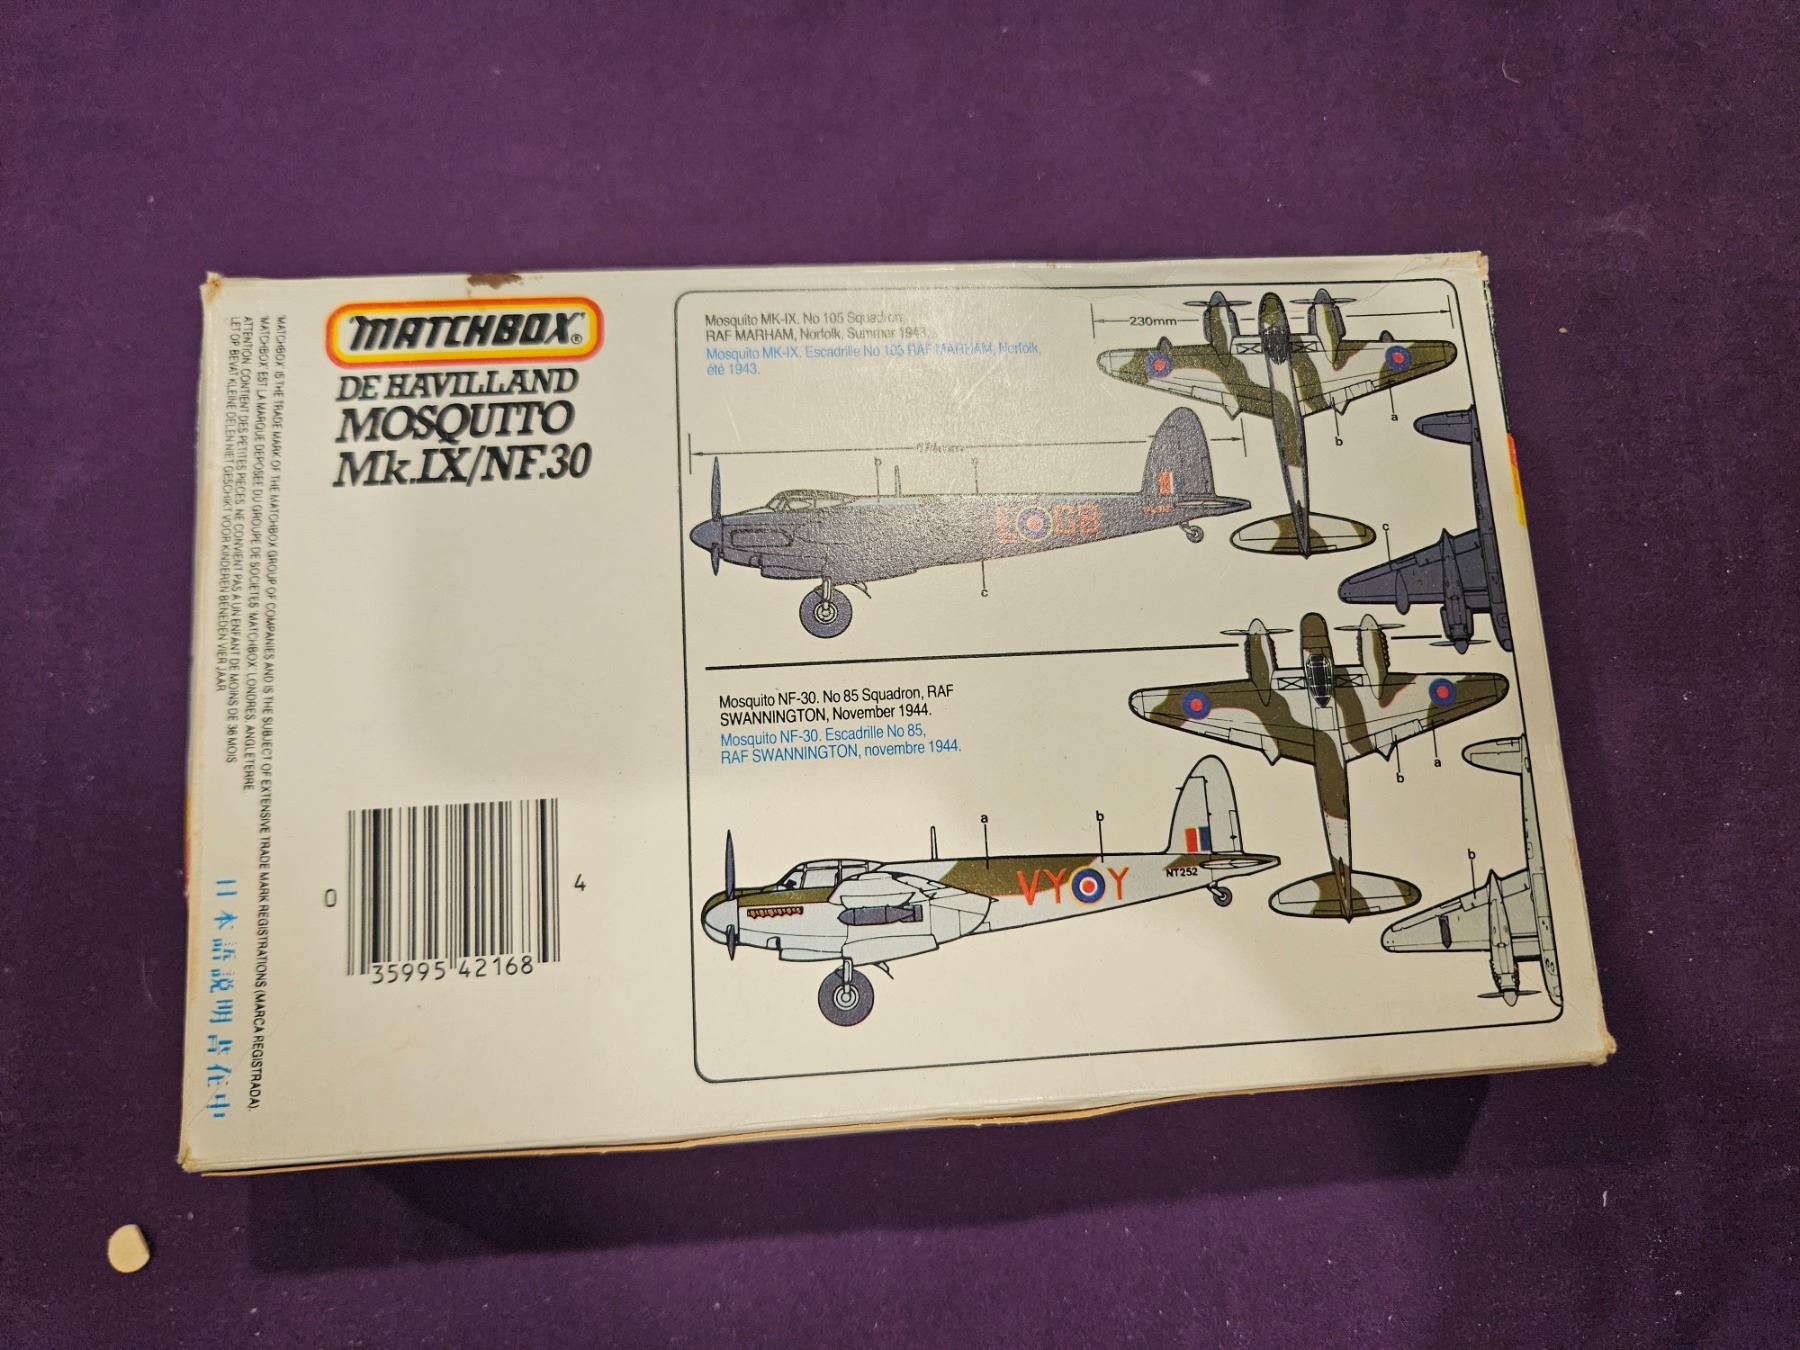 'MATCHBOX'®
DE HAVILLAND
MOSQUITO
Mk.IX/NF.30
Mosquito MK-IX. No 105 Squadron,
RAF MARHAM, Norfolk, Summer 1943.
Mosquito MK-IX. Escadrille No 105 RAF MARHAM, Norfolk,
été 1943.
230mm
a
b
b
c
L GB
c
Mosquito NF-30. No 85 Squadron, RAF
SWANNINGTON, November 1944.
Mosquito NF-30. Escadrille No 85,
RAF SWANNINGTON, novembre 1944.
a
b
a
b
VY Y
NT252
b
0 35995 42168 4
'MATCHBOX' IS THE TRADE MARK OF THE MATCHBOX GROUP OF COMPANIES AND IS THE SUBJECT OF EXTENSIVE TRADE MARK REGISTRATIONS (MARCA REGISTRADA).
'MATCHBOX' EST LA MARQUE DEPOSEE DU GROUPE DE SOCIETES 'MATCHBOX', LONDRES, ANGLETERRE.
ATTENTION. CONTIENT DES PETITES PIECES. NE CONVIENT PAS A UN ENFANT DE MOINS DE 36 MOIS
LET OP BEVAT KLEINE DELEN NIET GESCHIKT VOOR KINDEREN BENEDEN VIER JAAR
日本語説明書在中